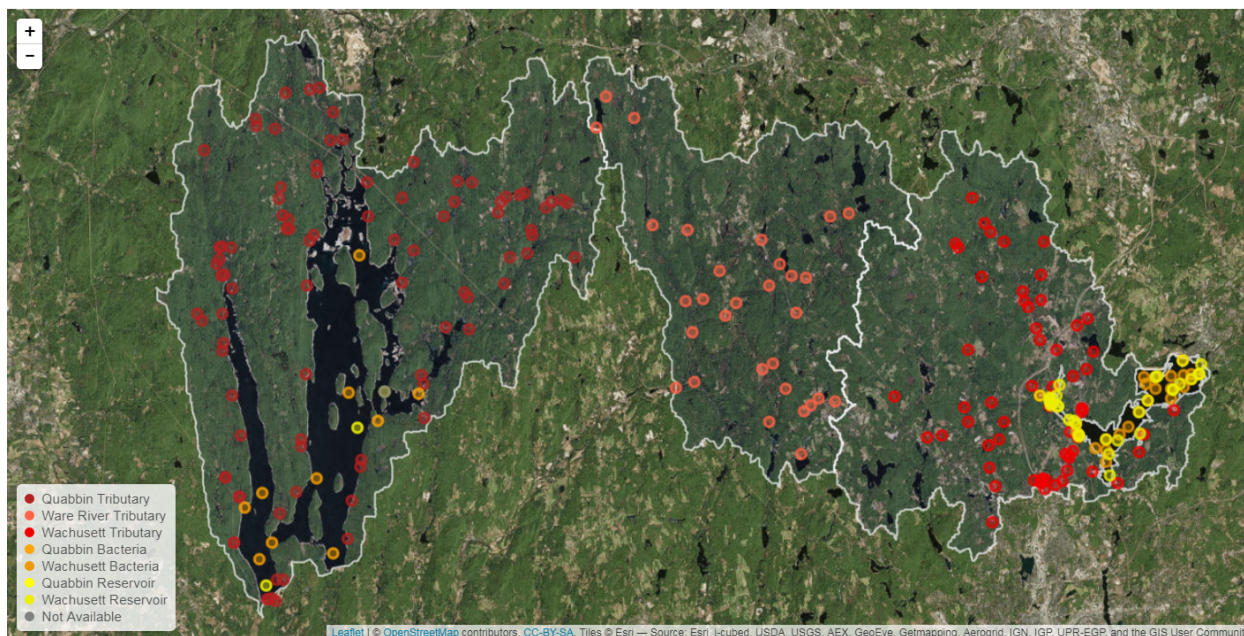 +
−
Quabbin Tributary
Ware River Tributary
Wachusett Tributary
Quabbin Bacteria
Wachusett Bacteria
Quabbin Reservoir
Wachusett Reservoir
Not Available
Leaflet | © OpenStreetMap contributors, CC-BY-SA, Tiles © Esri — Source: Esri, i-cubed, USDA, USGS, AEX, GeoEye, Getmapping, Aerogrid, IGN, IGP, UPR-EGP, and the GIS User Communi